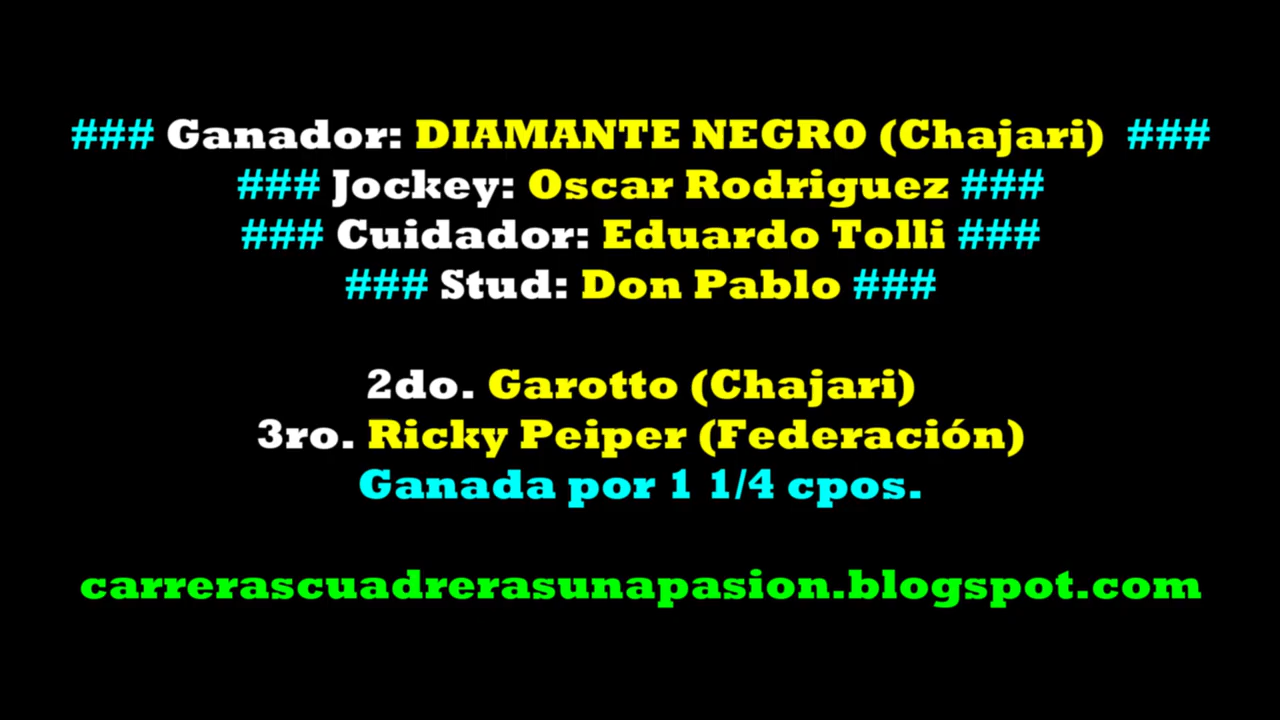 ### Ganador: DIAMANTE NEGRO (Chajari) ###
### Jockey: Oscar Rodriguez ###
### Cuidador: Eduardo Tolli ###
### Stud: Don Pablo ###
2do. Garotto (Chajari)
3ro. Ricky Peiper (Federación)
Ganada por 1 1/4 cpos.
carrerascuadrerasunapasion.blogspot.com